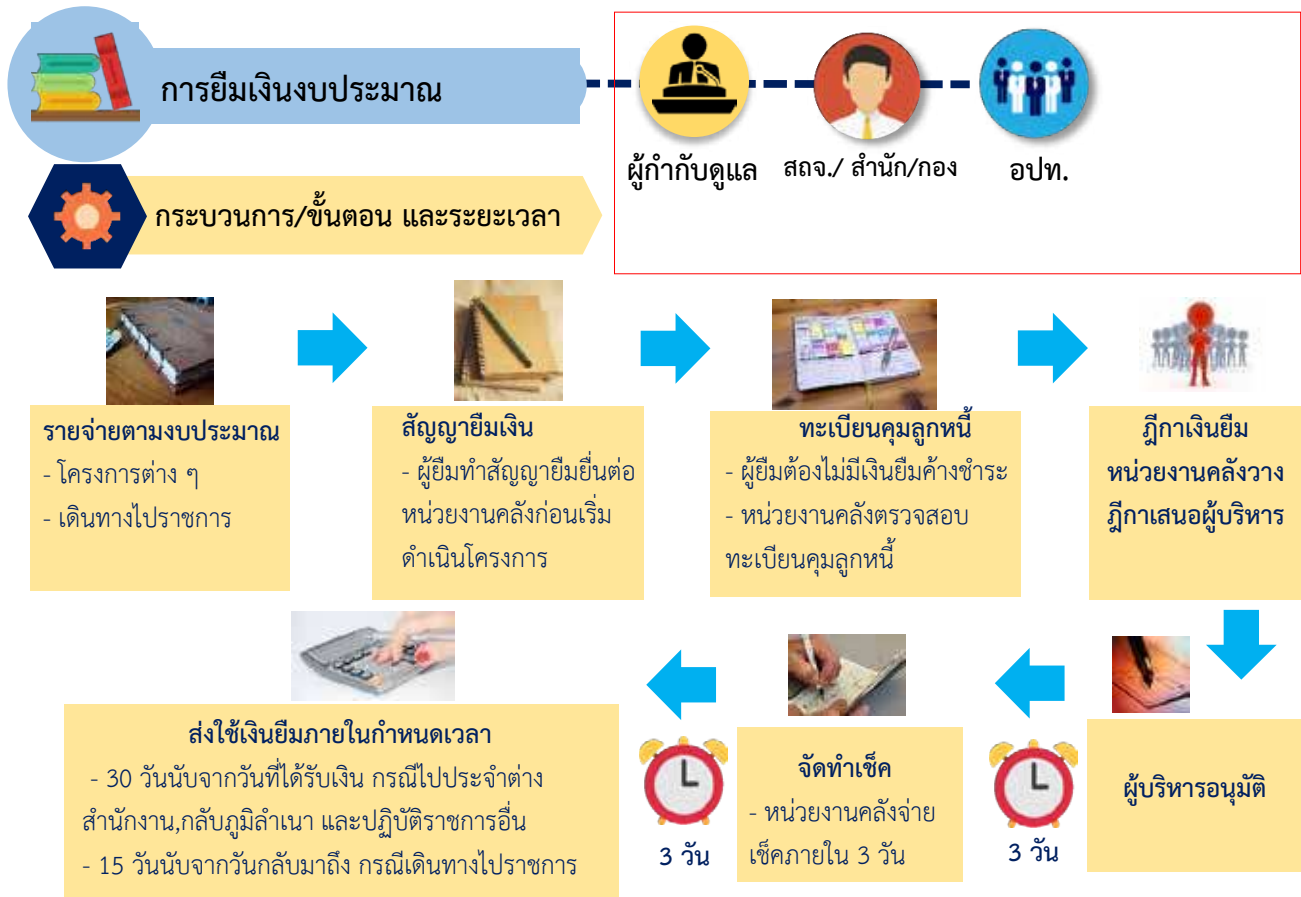 การยืมเงินงบประมาณ
ผู้กำกับดูแล
สถจ./ สำนัก/กอง
อปท.
กระบวนการ/ขั้นตอน และระยะเวลา
รายจ่ายตามงบประมาณ
- โครงการต่าง ๆ
- เดินทางไปราชการ
สัญญายืมเงิน
- ผู้ยืมทำสัญญายืมยื่นต่อ
หน่วยงานคลังก่อนเริ่ม
ดำเนินโครงการ
ทะเบียนคุมลูกหนี้
- ผู้ยืมต้องไม่มีเงินยืมค้างชำระ
- หน่วยงานคลังตรวจสอบ
ทะเบียนคุมลูกหนี้
ฎีกาเงินยืม
หน่วยงานคลังวาง
ฎีกาเสนอผู้บริหาร
ผู้บริหารอนุมัติ
3 วัน
จัดทำเช็ค
- หน่วยงานคลังจ่าย
เช็คภายใน 3 วัน
3 วัน
ส่งใช้เงินยืมภายในกำหนดเวลา
- 30 วันนับจากวันที่ได้รับเงิน กรณีไปประจำต่าง
สำนักงาน,กลับภูมิลำเนา และปฏิบัติราชการอื่น
- 15 วันนับจากวันกลับมาถึง กรณีเดินทางไปราชการ